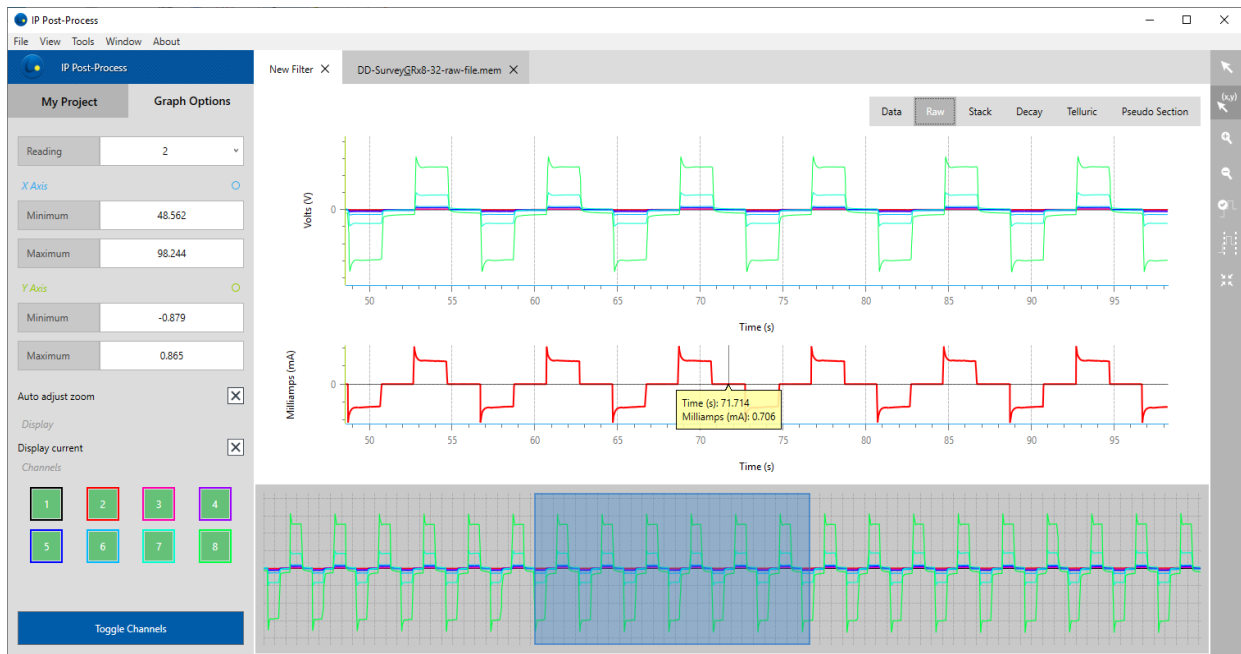 IP Post-Process
File View Tools Window About
IP Post-Process
New Filter
DD-SurveyGRx8-32-raw-file.mem
My Project
Graph Options
(x,y)
Data Raw Stack Decay Telluric Pseudo Section
Reading 2
X Axis
Minimum 48.562
Maximum 98.244
Y Axis
Minimum -0.879
Maximum 0.865
Auto adjust zoom
Display
Display current
Channels
1 2 3 4
5 6 7 8
Toggle Channels
Volts (V)
0
50 55 60 65 70 75 80 85 90 95
Time (s)
Milliamps (mA)
0
Time (s): 71.714
Milliamps (mA): 0.706
50 55 60 65 70 75 80 85 90 95
Time (s)